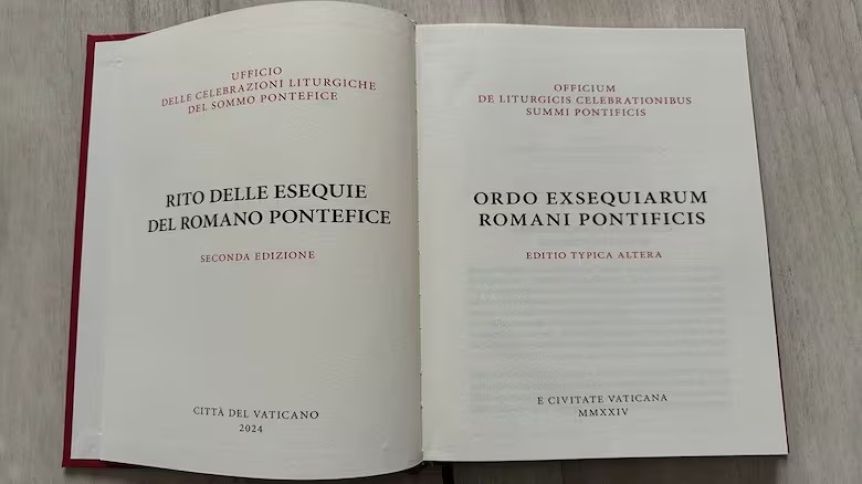 UFFICIO
DELLE CELEBRAZIONI LITURGICHE
DEL SOMMO PONTEFICE
RITO DELLE ESEQUIE
DEL ROMANO PONTEFICE
SECONDA EDIZIONE
CITTÀ DEL VATICANO
2024
OFFICIUM
DE LITURGICIS CELEBRATIONIBUS
SUMMI PONTIFICIS
ORDO EXSEQUIARUM
ROMANI PONTIFICIS
EDITIO TYPICA ALTERA
E CIVITATE VATICANA
MMXXIV